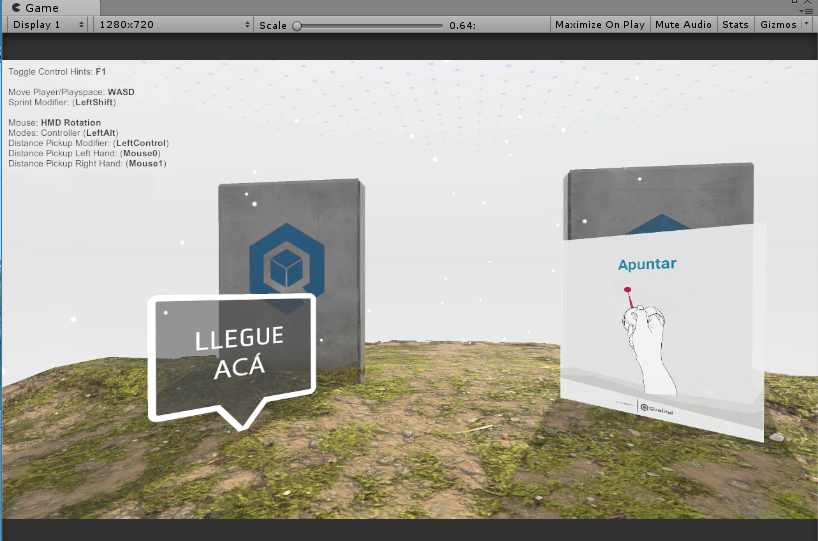 Game
Display 1
1280x720
Scale
0.64:
Maximize On Play
Mute Audio
Stats
Gizmos
Toggle Control Hints: F1
Move Player/Playspace: WASD
Sprint Modifier: (LeftShift)
Mouse: HMD Rotation
Modes: Controller (LeftAlt)
Distance Pickup Modifier: (LeftControl)
Distance Pickup Left Hand: (Mouse0)
Distance Pickup Right Hand: (Mouse1)
LLEGUE
ACÁ
Apuntar